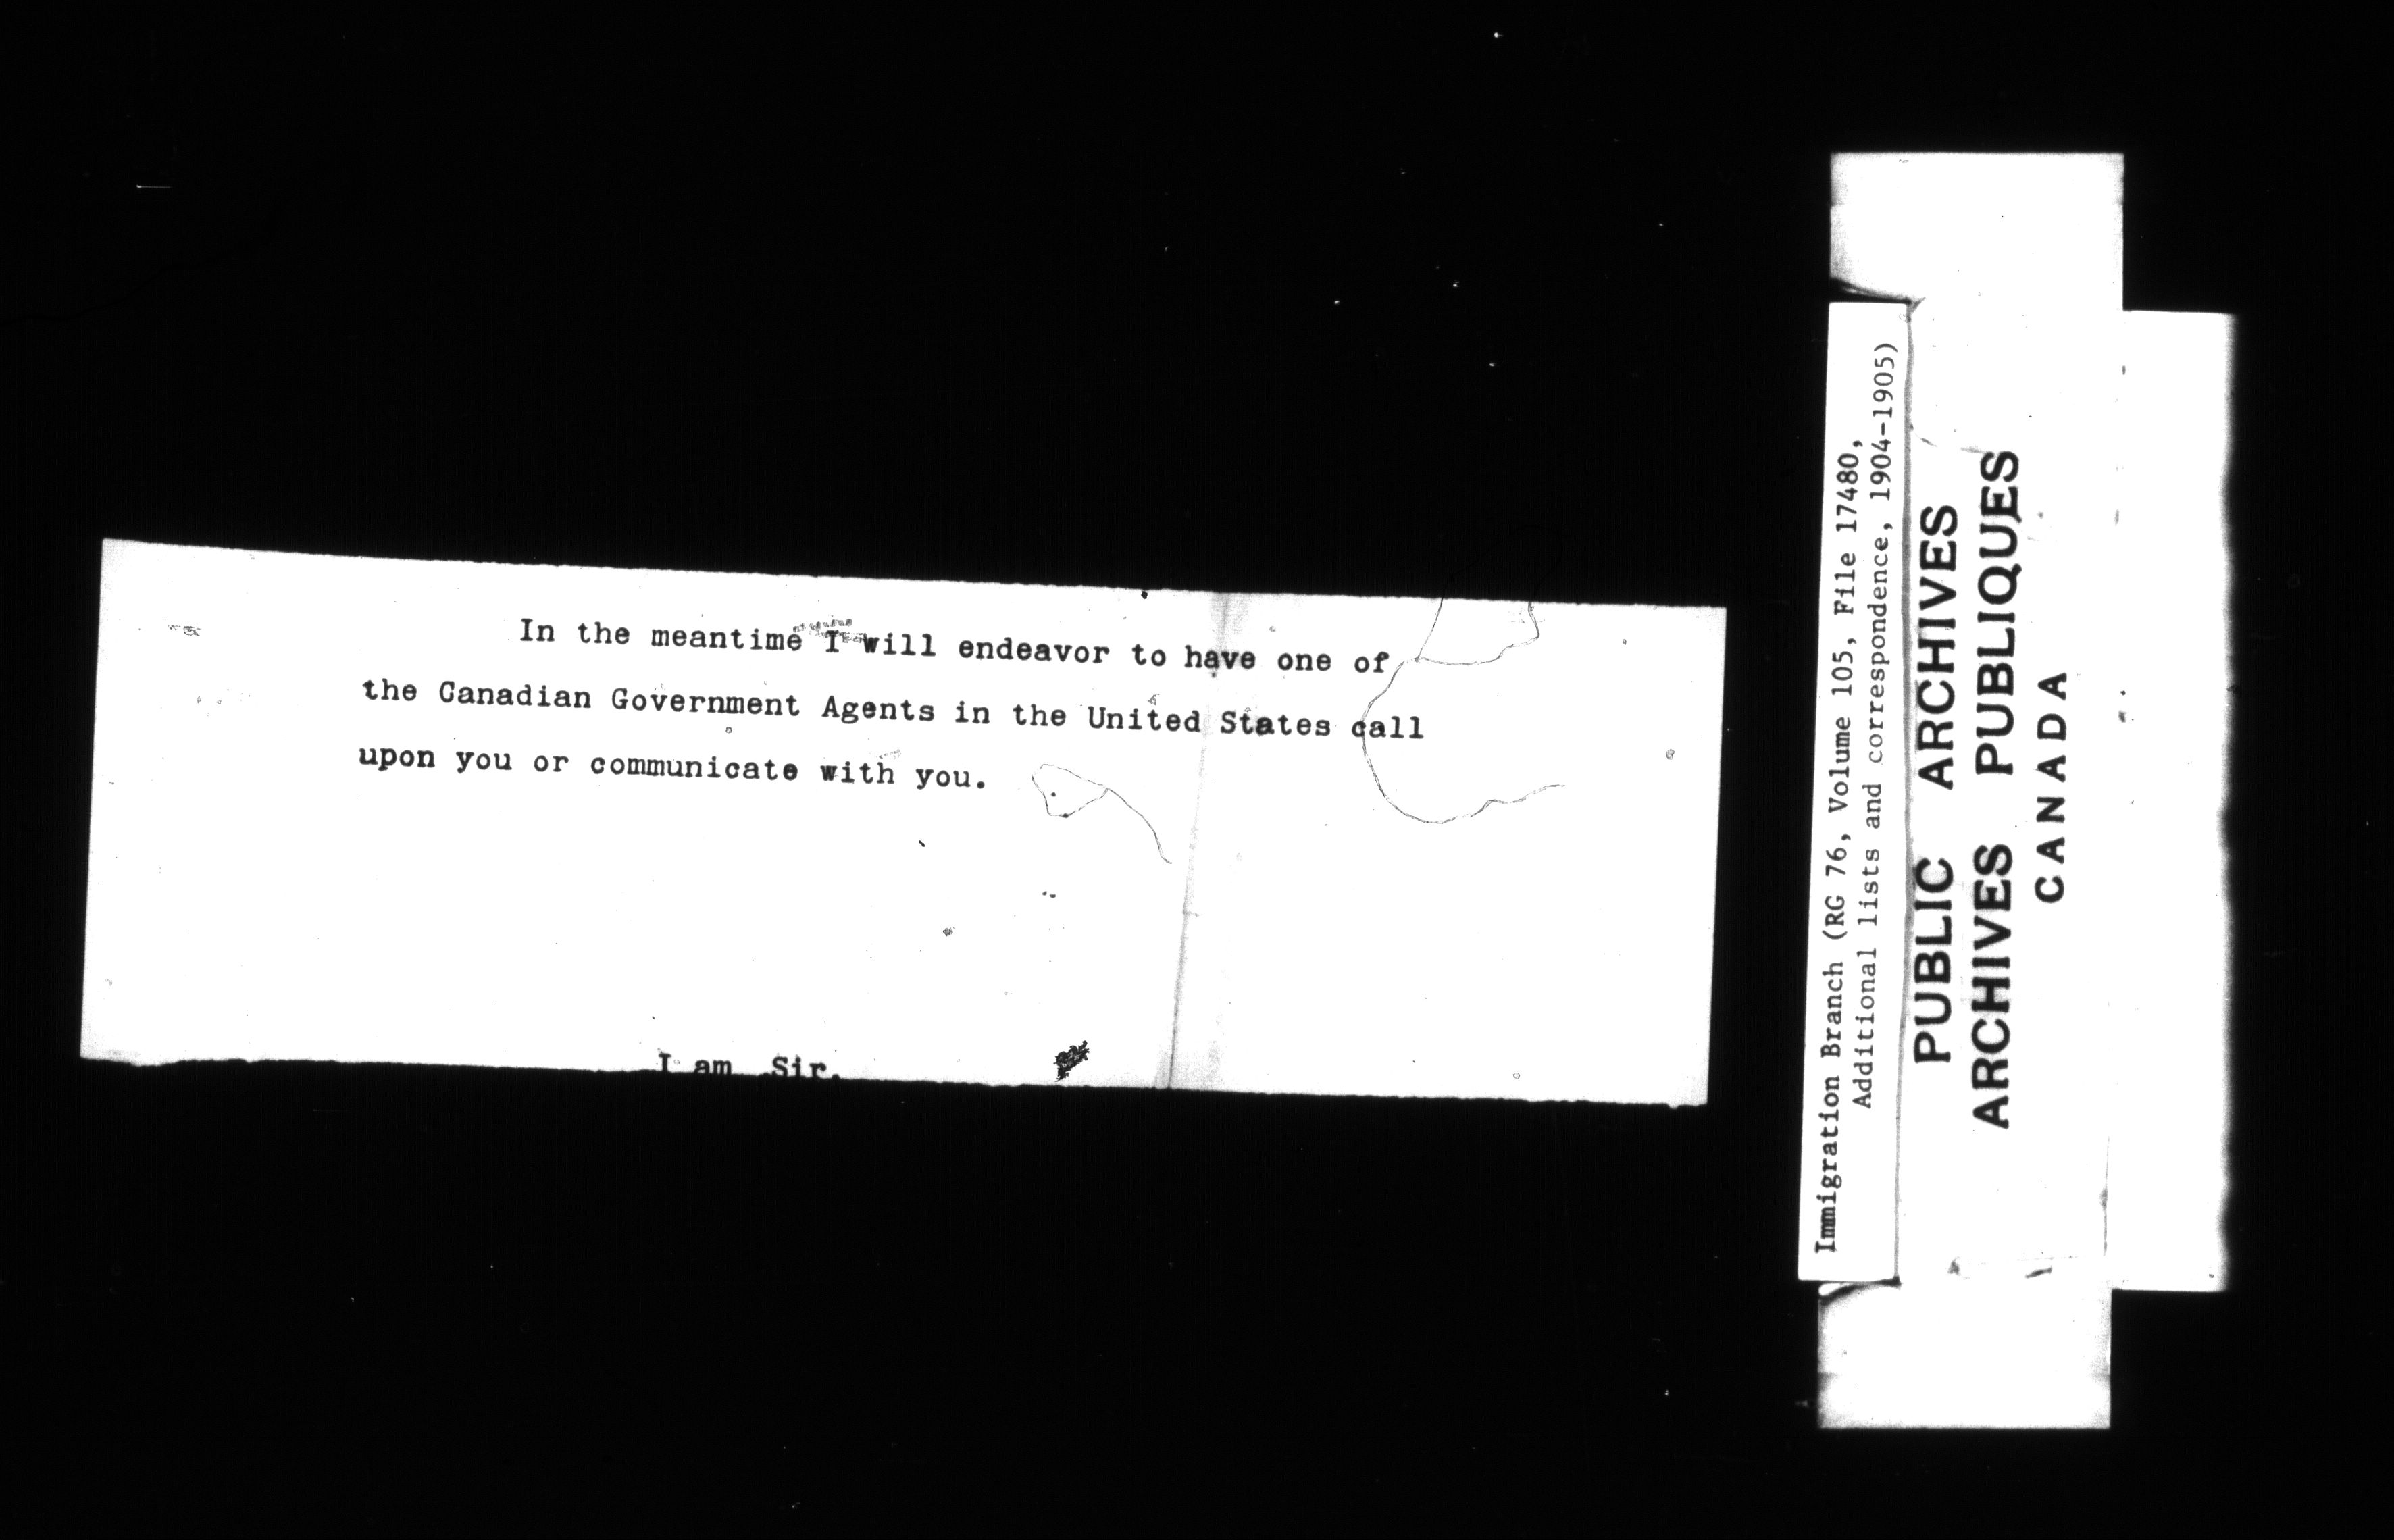 In the meantime I will endeavor to have one of
the Canadian Government Agents in the United States call
upon you or communicate with you.
I am Sir.
Immigration Branch (RG 76, Volume 105, File 17480,
Additional lists and correspondence, 1904-1905)
PUBLIC ARCHIVES
ARCHIVES PUBLIQUES
CANADA